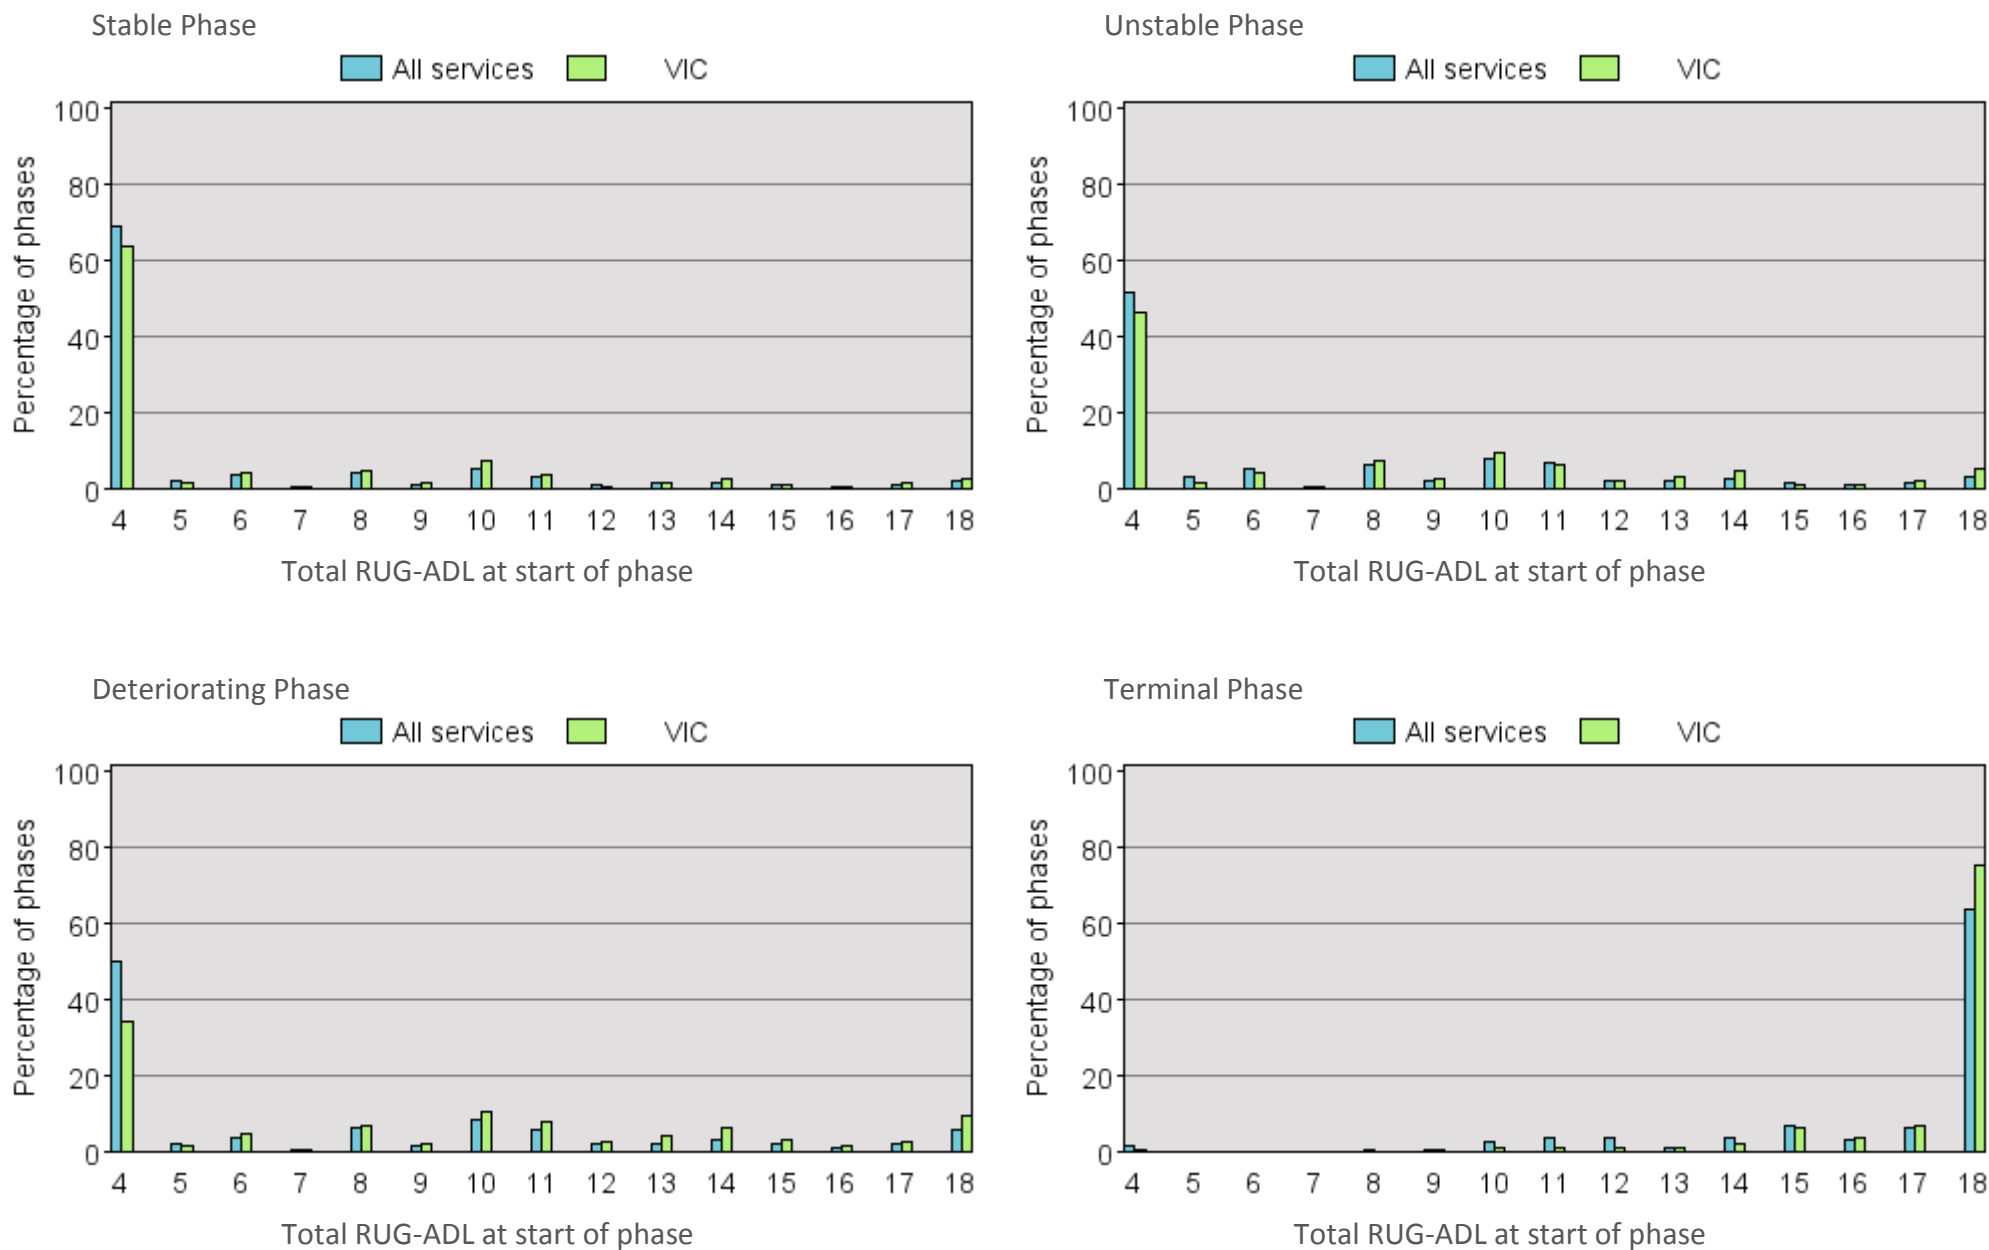 Stable Phase
All services VIC
Percentage of phases
100
80
60
40
20
0
4 5 6 7 8 9 10 11 12 13 14 15 16 17 18
Total RUG-ADL at start of phase
Unstable Phase
All services VIC
Percentage of phases
100
80
60
40
20
0
4 5 6 7 8 9 10 11 12 13 14 15 16 17 18
Total RUG-ADL at start of phase
Deteriorating Phase
All services VIC
Percentage of phases
100
80
60
40
20
0
4 5 6 7 8 9 10 11 12 13 14 15 16 17 18
Total RUG-ADL at start of phase
Terminal Phase
All services VIC
Percentage of phases
100
80
60
40
20
0
4 5 6 7 8 9 10 11 12 13 14 15 16 17 18
Total RUG-ADL at start of phase